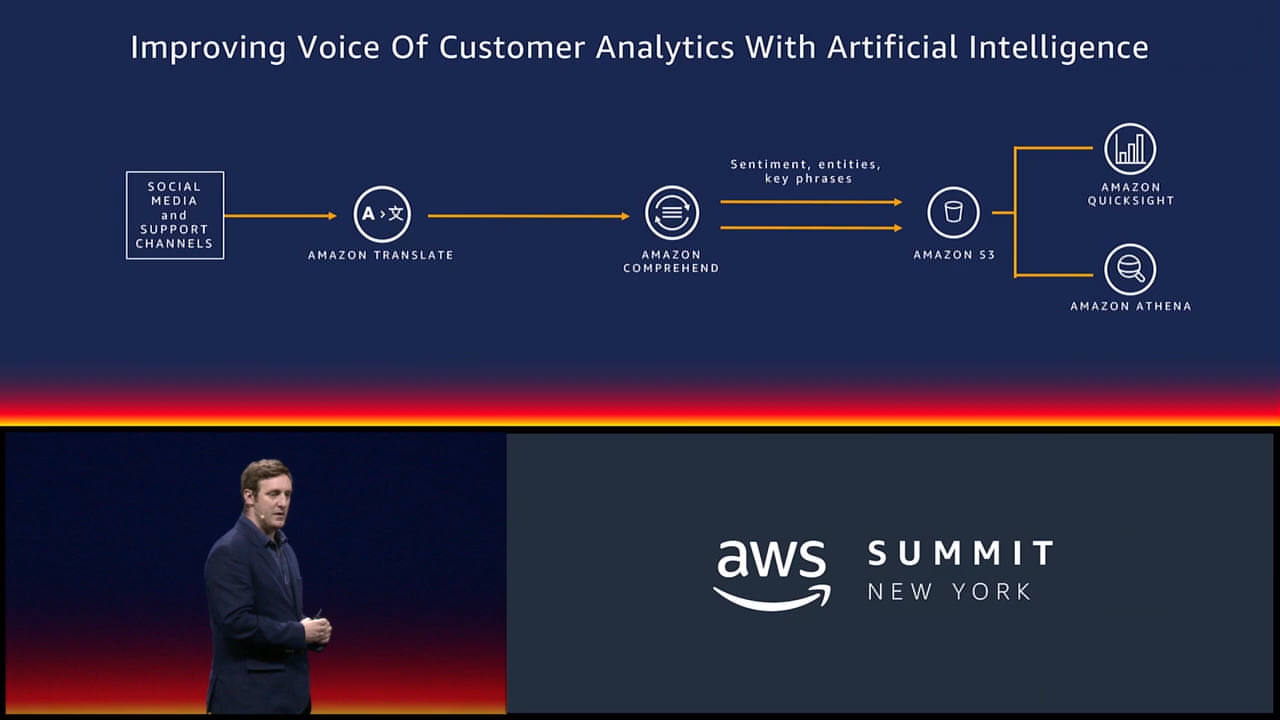 Improving Voice Of Customer Analytics With Artificial Intelligence
SOCIAL
MEDIA
and
SUPPORT
CHANNELS
A›文
AMAZON TRANSLATE
AMAZON
COMPREHEND
Sentiment, entities,
key phrases
AMAZON S3
AMAZON
QUICKSIGHT
AMAZON ATHENA
aws
SUMMIT
NEW YORK